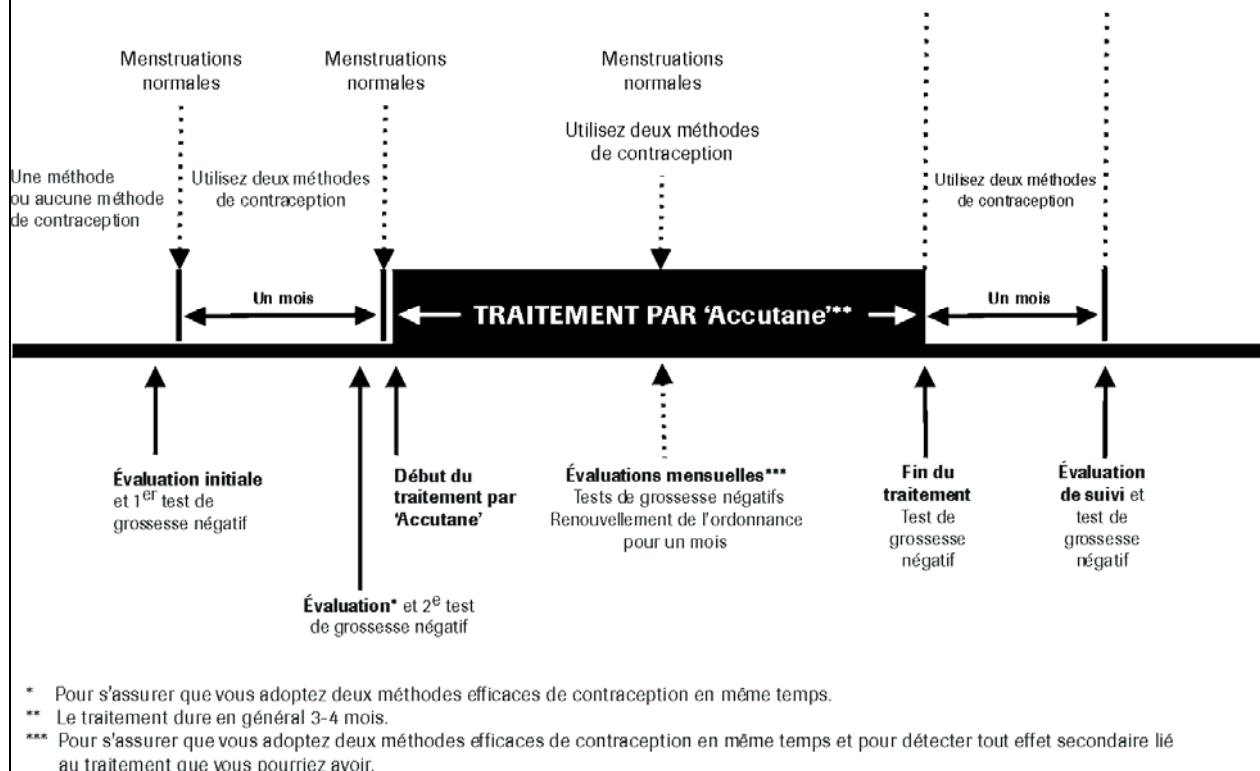 Menstruations
normales
Menstruations
normales
Menstruations
normales
Utilisez deux méthodes
de contraception
Une méthode
ou aucune méthode
de contraception
Utilisez deux méthodes
de contraception
Utilisez deux méthodes
de contraception
Un mois
TRAITEMENT PAR 'Accutane'**
Un mois
Évaluation initiale
et 1er test de
grossesse négatif
Évaluation* et 2e test
de grossesse négatif
Début du
traitement par
'Accutane'
Évaluations mensuelles***
Tests de grossesse négatifs
Renouvellement de l'ordonnance
pour un mois
Fin du
traitement
Test de
grossesse
négatif
Évaluation
de suivi et
test de
grossesse
négatif
* Pour s'assurer que vous adoptez deux méthodes efficaces de contraception en même temps.
** Le traitement dure en général 3-4 mois.
*** Pour s'assurer que vous adoptez deux méthodes efficaces de contraception en même temps et pour détecter tout effet secondaire lié
au traitement que vous pourriez avoir.